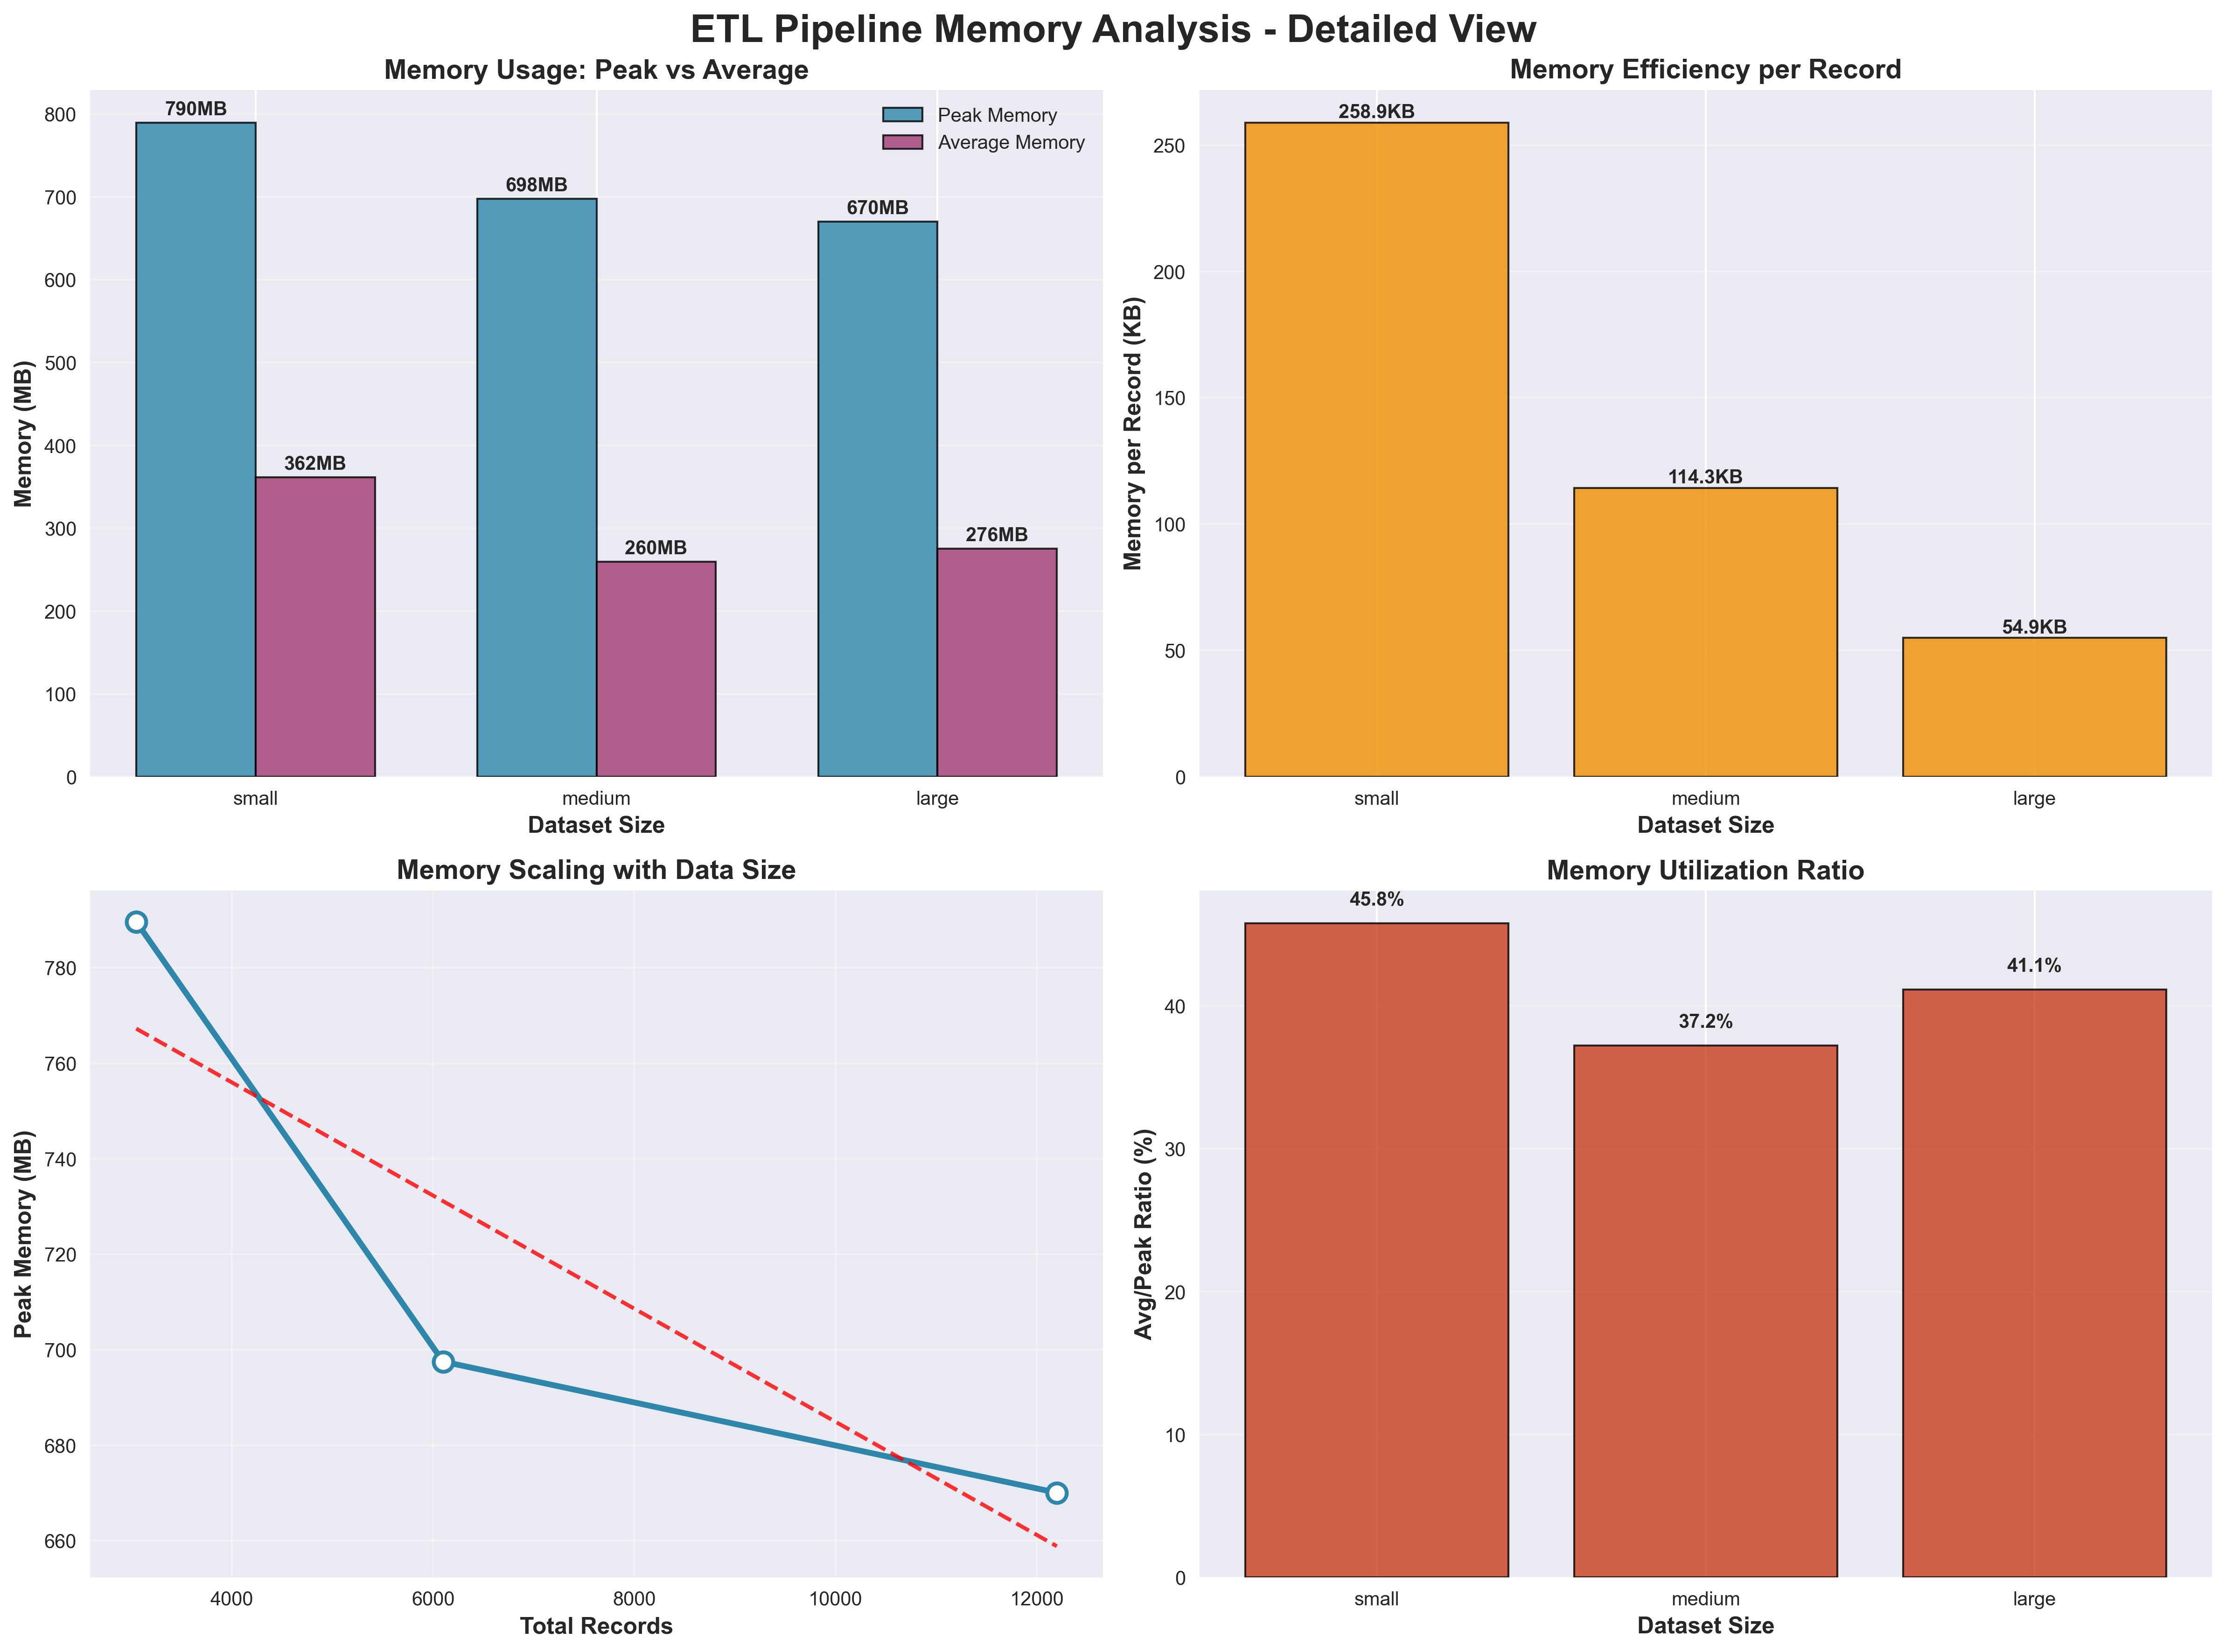 ETL Pipeline Memory Analysis - Detailed View
Memory Usage: Peak vs Average
Memory (MB)
800
700
600
500
400
300
200
100
0
790MB
362MB
698MB
260MB
670MB
276MB
Peak Memory
Average Memory
small
medium
large
Dataset Size
Memory Efficiency per Record
Memory per Record (KB)
250
200
150
100
50
0
258.9KB
114.3KB
54.9KB
small
medium
large
Dataset Size
Memory Scaling with Data Size
Peak Memory (MB)
780
760
740
720
700
680
660
4000
6000
8000
10000
12000
Total Records
Memory Utilization Ratio
Avg/Peak Ratio (%)
40
30
20
10
0
45.8%
37.2%
41.1%
small
medium
large
Dataset Size